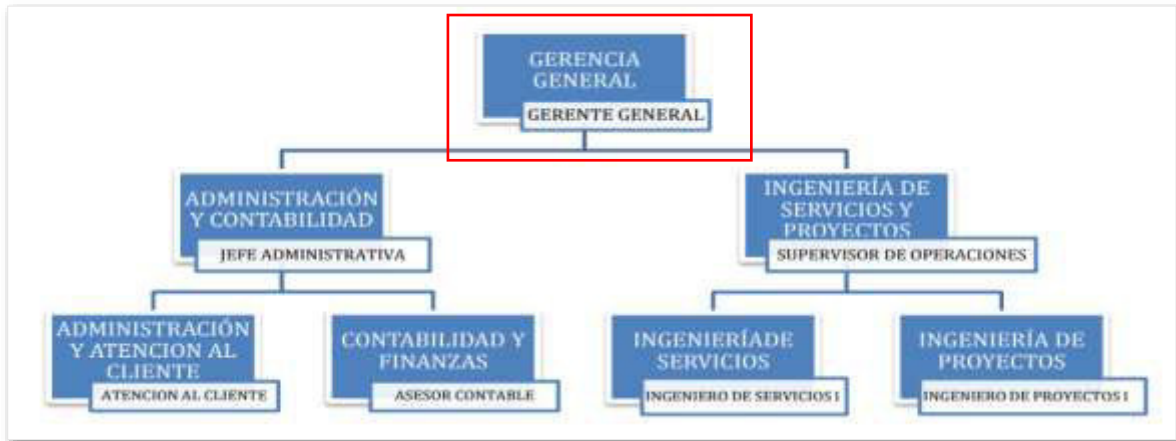 GERENCIA
GENERAL
GERENTE GENERAL
ADMINISTRACIÓN
Y CONTABILIDAD
JEFE ADMINISTRATIVA
INGENIERÍA DE
SERVICIOS Y
PROYECTOS
SUPERVISOR DE OPERACIONES
ADMINISTRACIÓN
Y ATENCION AL
CLIENTE
ATENCION AL CLIENTE
CONTABILIDAD Y
FINANZAS
ASESOR CONTABLE
INGENIERÍADE
SERVICIOS
INGENIERO DE SERVICIOS I
INGENIERÍA DE
PROYECTOS
INGENIERO DE PROYECTOS I